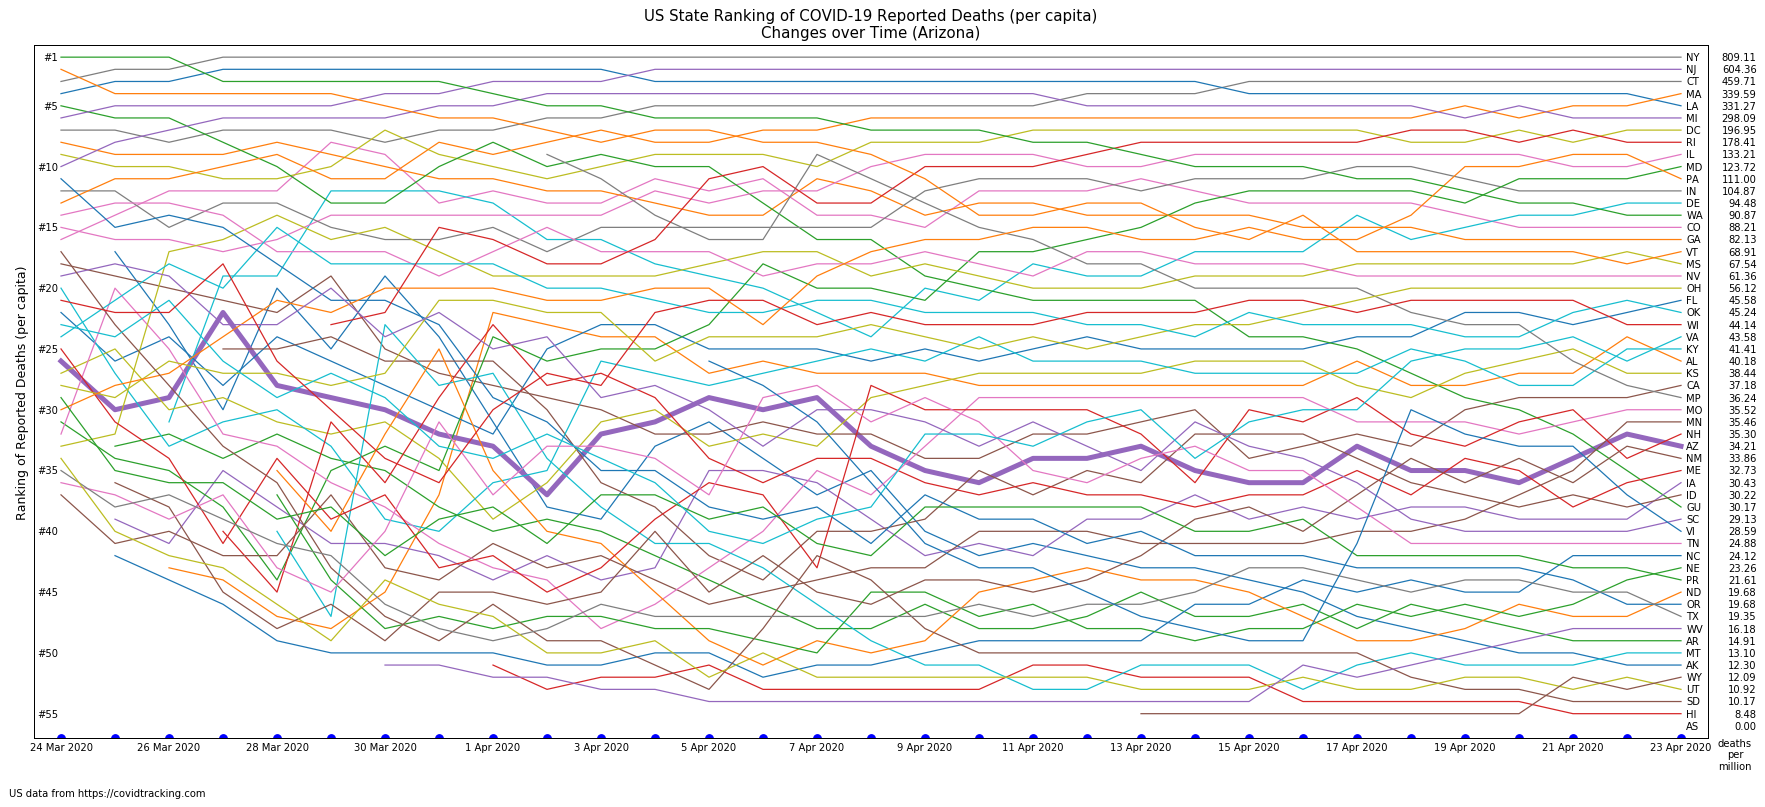 US State Ranking of COVID-19 Reported Deaths (per capita)
Changes over Time (Arizona)
Ranking of Reported Deaths (per capita)
#1
#5
#10
#15
#20
#25
#30
#35
#40
#45
#50
#55
NY 809.11
NJ 604.36
CT 459.71
MA 339.59
LA 331.27
MI 298.09
DC 196.95
RI 178.41
IL 133.21
MD 123.72
PA 111.00
IN 104.87
DE 94.48
WA 90.87
CO 88.21
GA 82.13
VT 68.91
MS 67.54
NV 61.36
OH 56.12
FL 45.58
OK 45.24
WI 44.14
VA 43.58
KY 41.41
AL 40.18
KS 38.44
CA 37.18
MP 36.24
MO 35.52
MN 35.46
NH 35.30
AZ 34.21
NM 33.86
ME 32.73
IA 30.43
ID 30.22
GU 30.17
SC 29.13
VI 28.59
TN 24.88
NC 24.12
NE 23.26
PR 21.61
ND 19.68
OR 19.68
TX 19.35
WV 16.18
AR 14.91
MT 13.10
AK 12.30
WY 12.09
UT 10.92
SD 10.17
HI 8.48
AS 0.00
24 Mar 2020 26 Mar 2020 28 Mar 2020 30 Mar 2020 1 Apr 2020 3 Apr 2020 5 Apr 2020 7 Apr 2020 9 Apr 2020 11 Apr 2020 13 Apr 2020 15 Apr 2020 17 Apr 2020 19 Apr 2020 21 Apr 2020 23 Apr 2020
deaths
per
million
US data from https://covidtracking.com